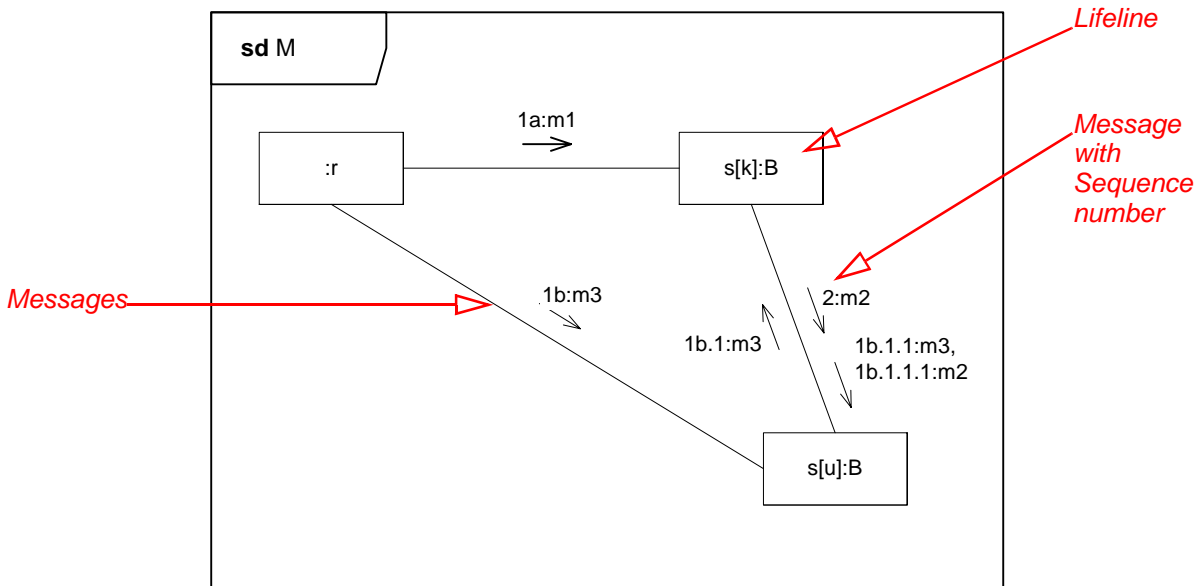 Lifeline
sd M
1a:m1
Message
with
Sequence
number
:r
s[k]:B
Messages
1b:m3
2:m2
1b.1:m3
1b.1.1:m3,
1b.1.1.1:m2
s[u]:B